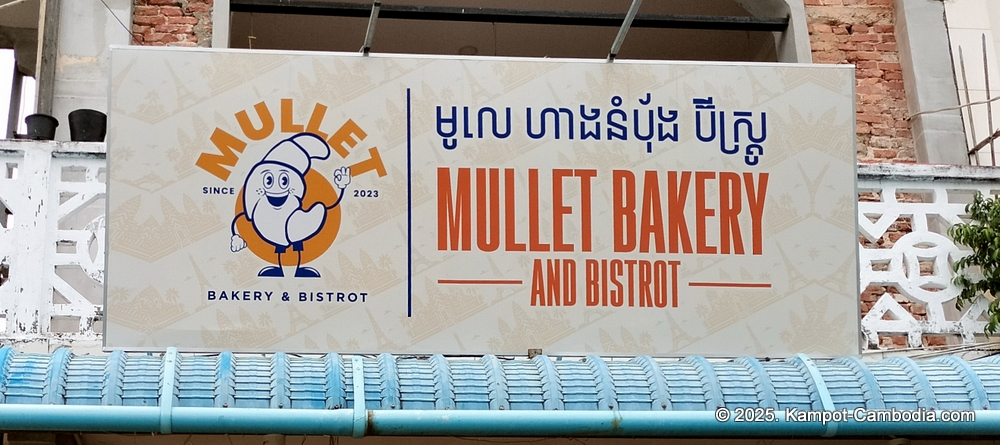 MULLET
SINCE 2023
BAKERY & BISTROT
មូលេ ហាងនំប៉័ង ប៊ីស្ត្រូ
MULLET BAKERY
AND BISTROT
© 2025. Kampot-Cambodia.com